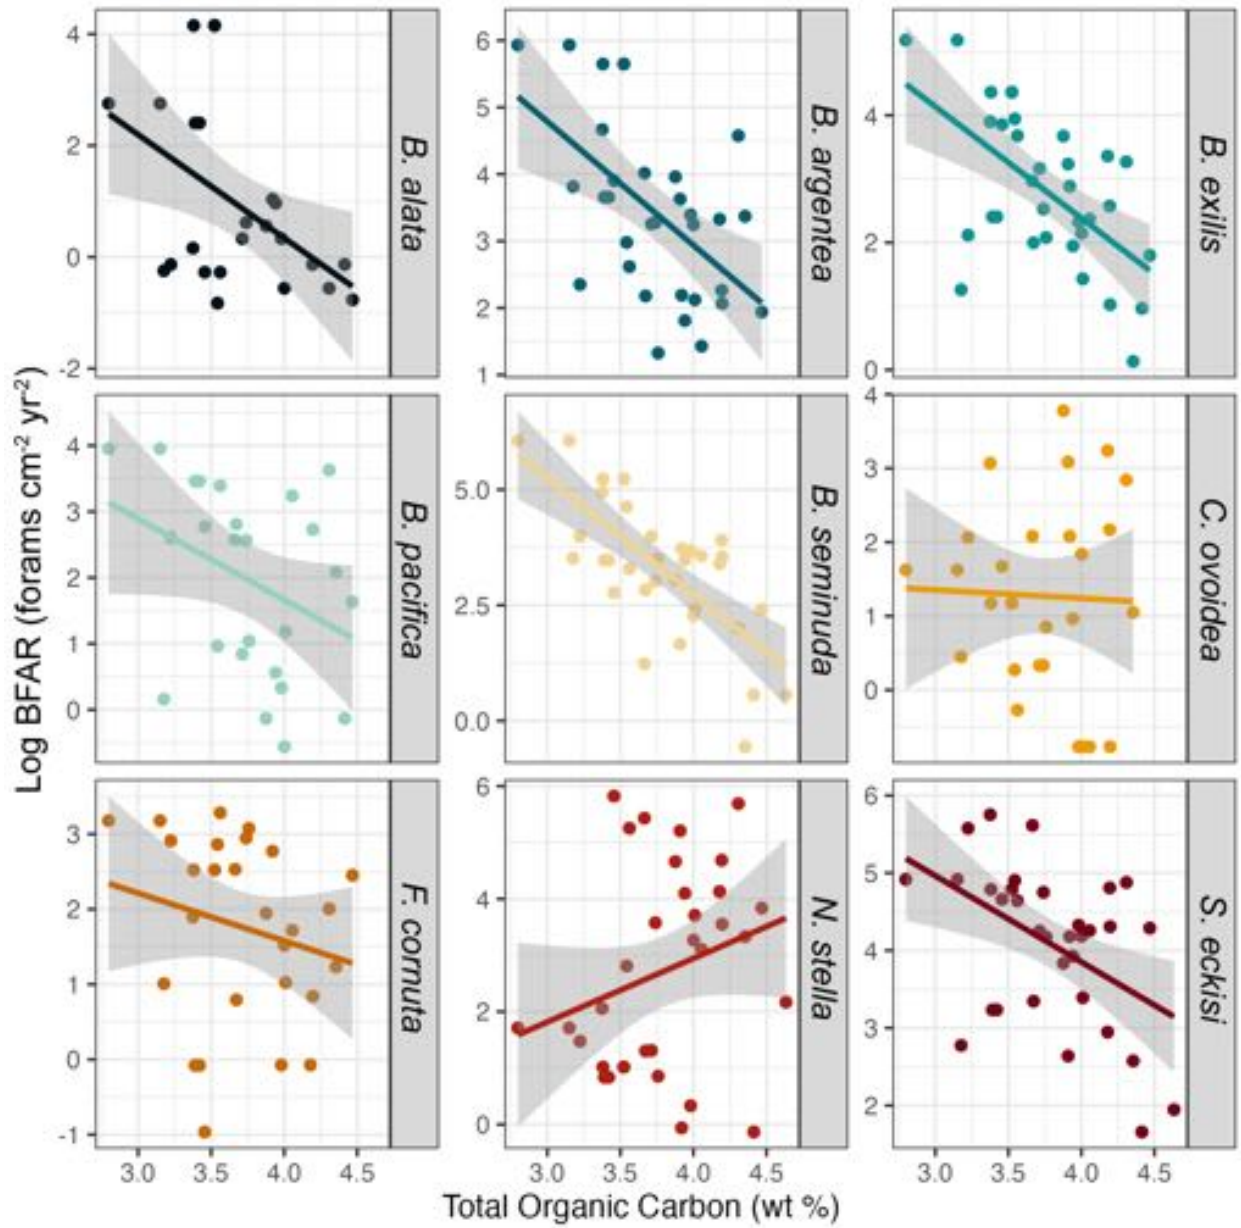 4
2
0
-2
B. alata
6
5
4
3
2
1
B. argentea
4
2
0
B. exilis
4
3
2
1
0
B. pacifica
5.0
2.5
0.0
B. seminuda
4
3
2
1
0
C. ovoidea
3
2
1
0
-1
F. cornuta
6
4
2
0
N. stella
6
5
4
3
2
S. eckisi
3.0 3.5 4.0 4.5
3.0 3.5 4.0 4.5
3.0 3.5 4.0 4.5
Log BFAR (forams cm⁻² yr⁻²)
Total Organic Carbon (wt %)